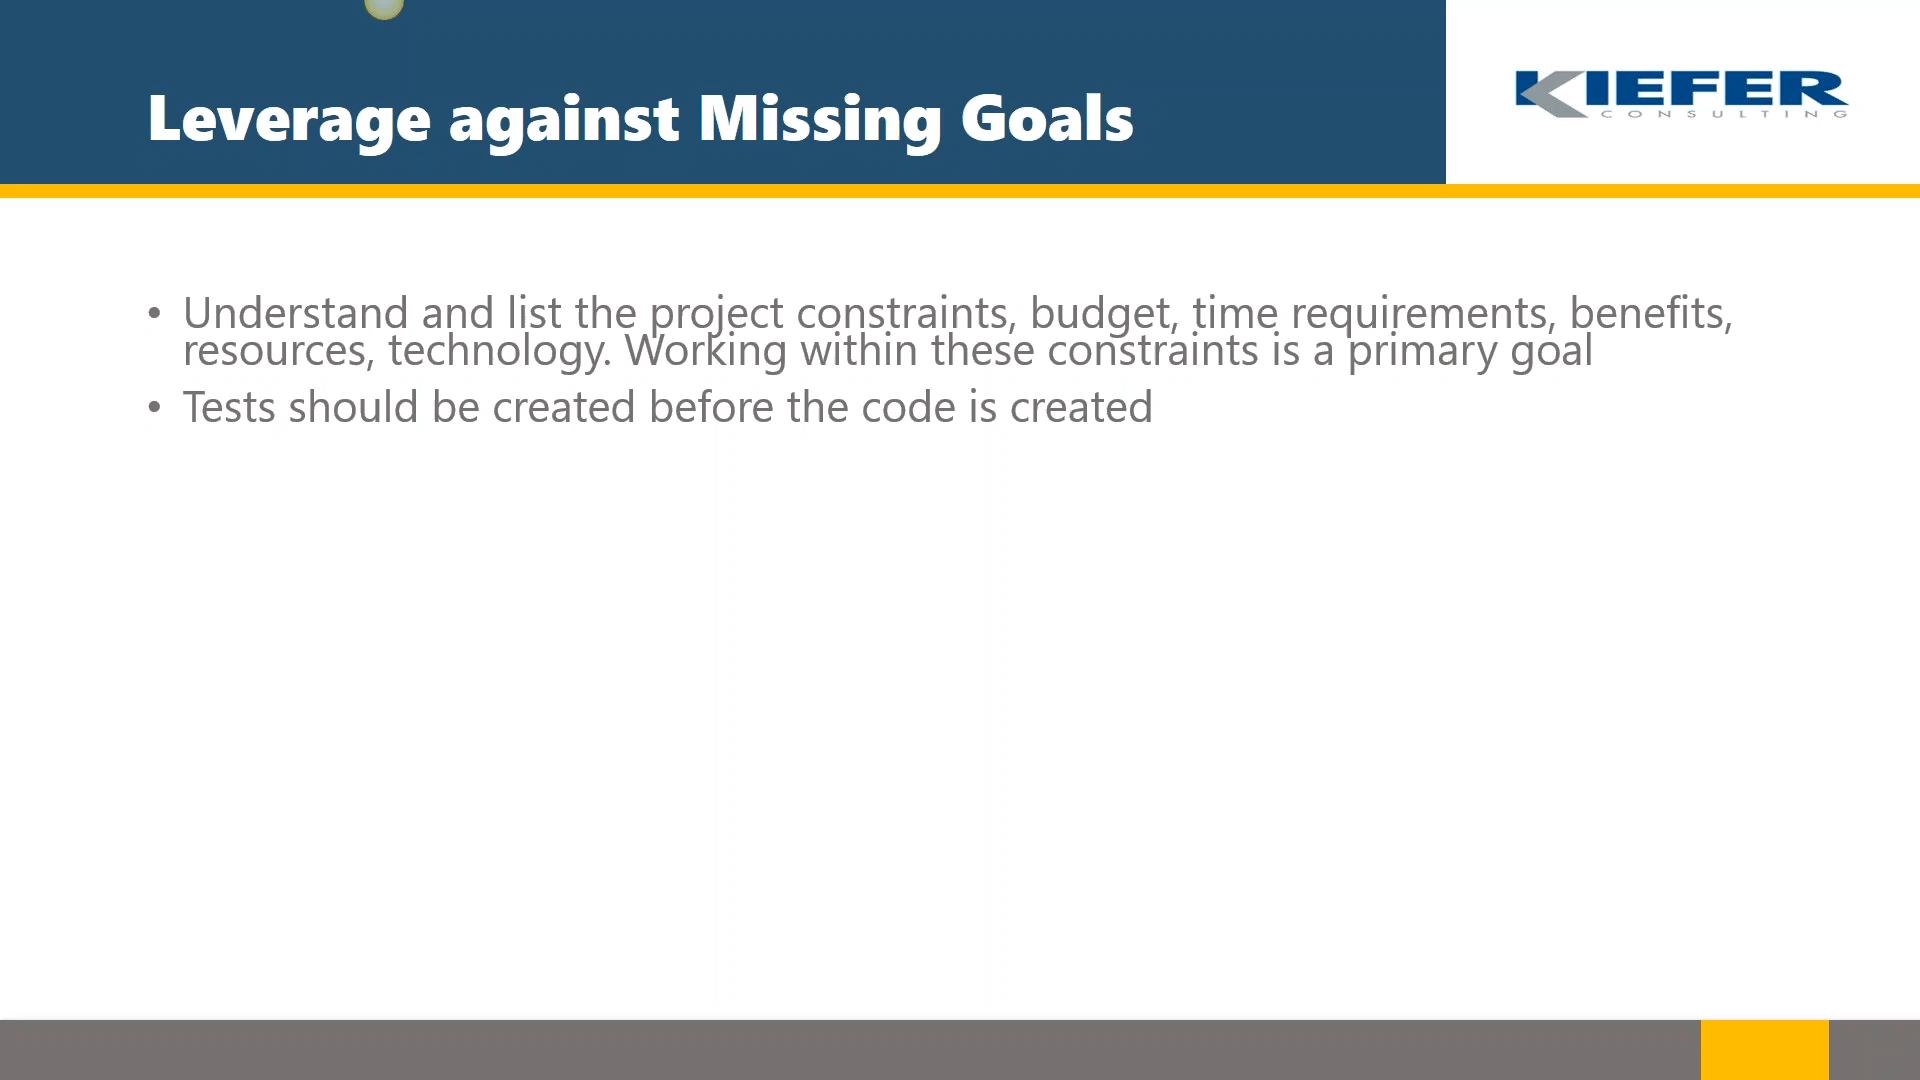 Leverage against Missing Goals
KIEFER
CONSULTING
• Understand and list the project constraints, budget, time requirements, benefits,
resources, technology. Working within these constraints is a primary goal
• Tests should be created before the code is created